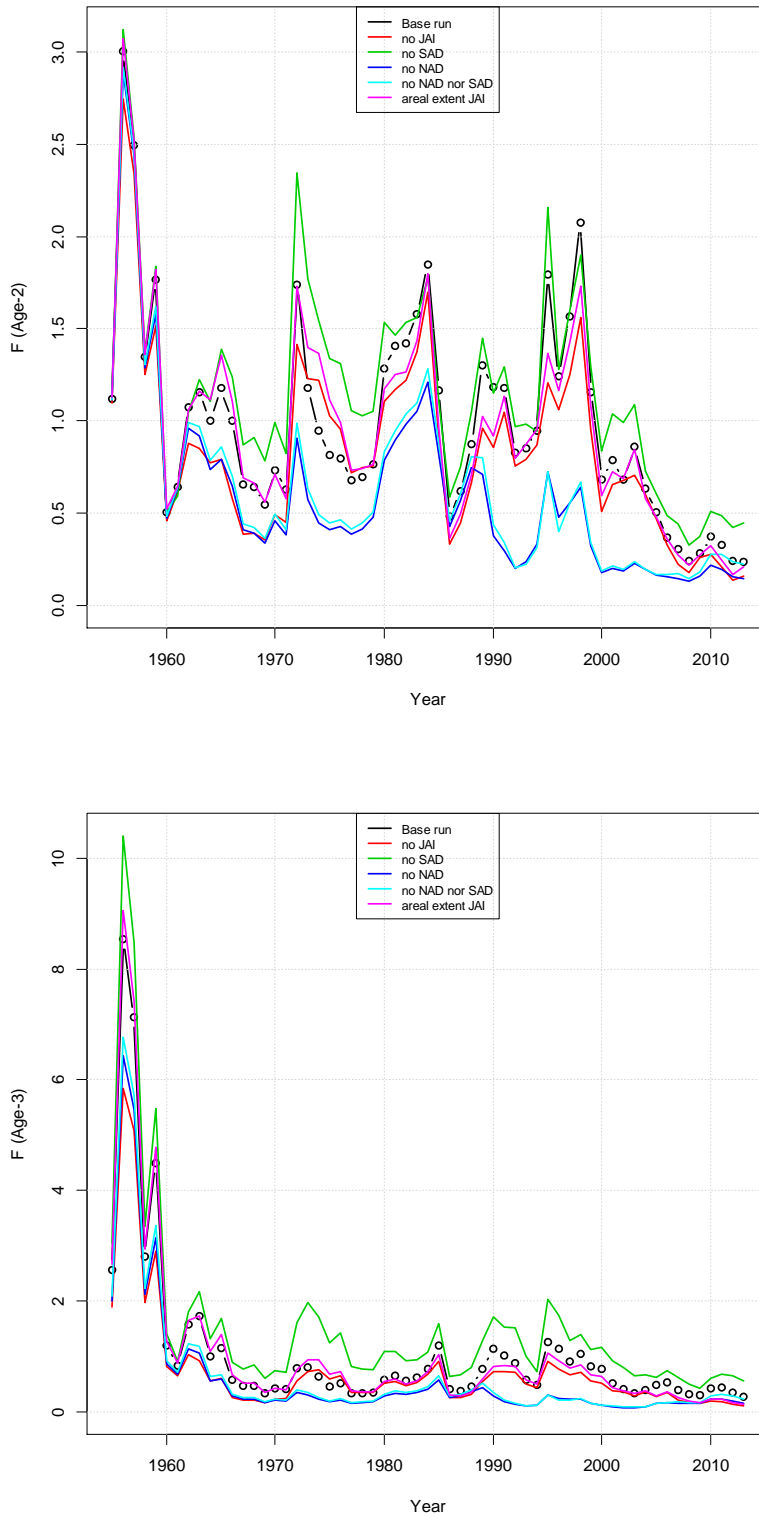 Base run
no JAI
no SAD
no NAD
no NAD nor SAD
areal extent JAI
3.0
2.5
2.0
1.5
1.0
0.5
0.0
F (Age-2)
1960 1970 1980 1990 2000 2010
Year
Base run
no JAI
no SAD
no NAD
no NAD nor SAD
areal extent JAI
10
8
6
4
2
0
F (Age-3)
1960 1970 1980 1990 2000 2010
Year